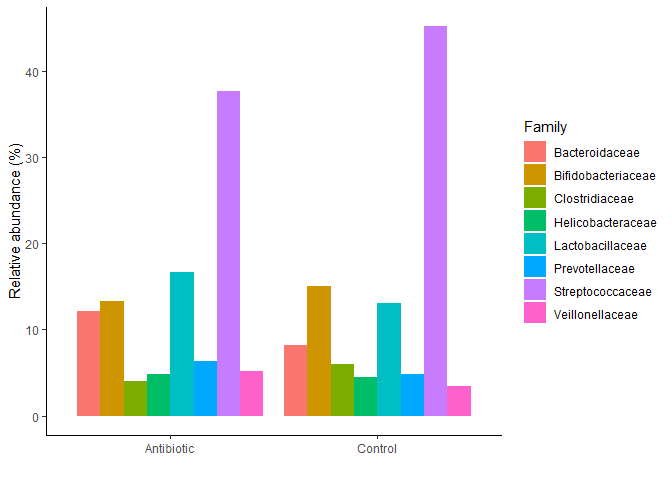 Relative abundance (%)
40
30
20
10
0
Antibiotic
Control
Family
Bacteroidaceae
Bifidobacteriaceae
Clostridiaceae
Helicobacteraceae
Lactobacillaceae
Prevotellaceae
Streptococcaceae
Veillonellaceae